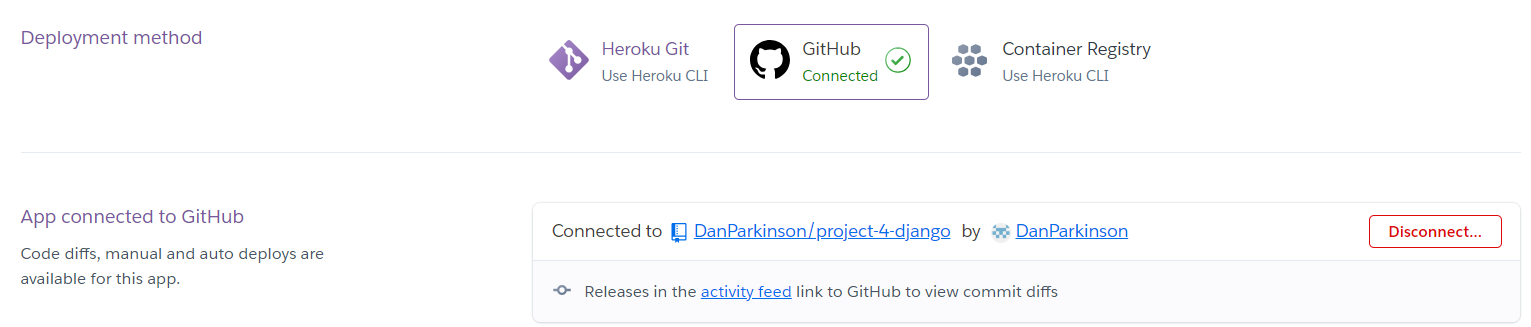 Deployment method
Heroku Git
Use Heroku CLI
GitHub
Connected
Container Registry
Use Heroku CLI
App connected to GitHub
Code diffs, manual and auto deploys are
available for this app.
Connected to DanParkinson/project-4-django by DanParkinson
Disconnect...
Releases in the activity feed link to GitHub to view commit diffs